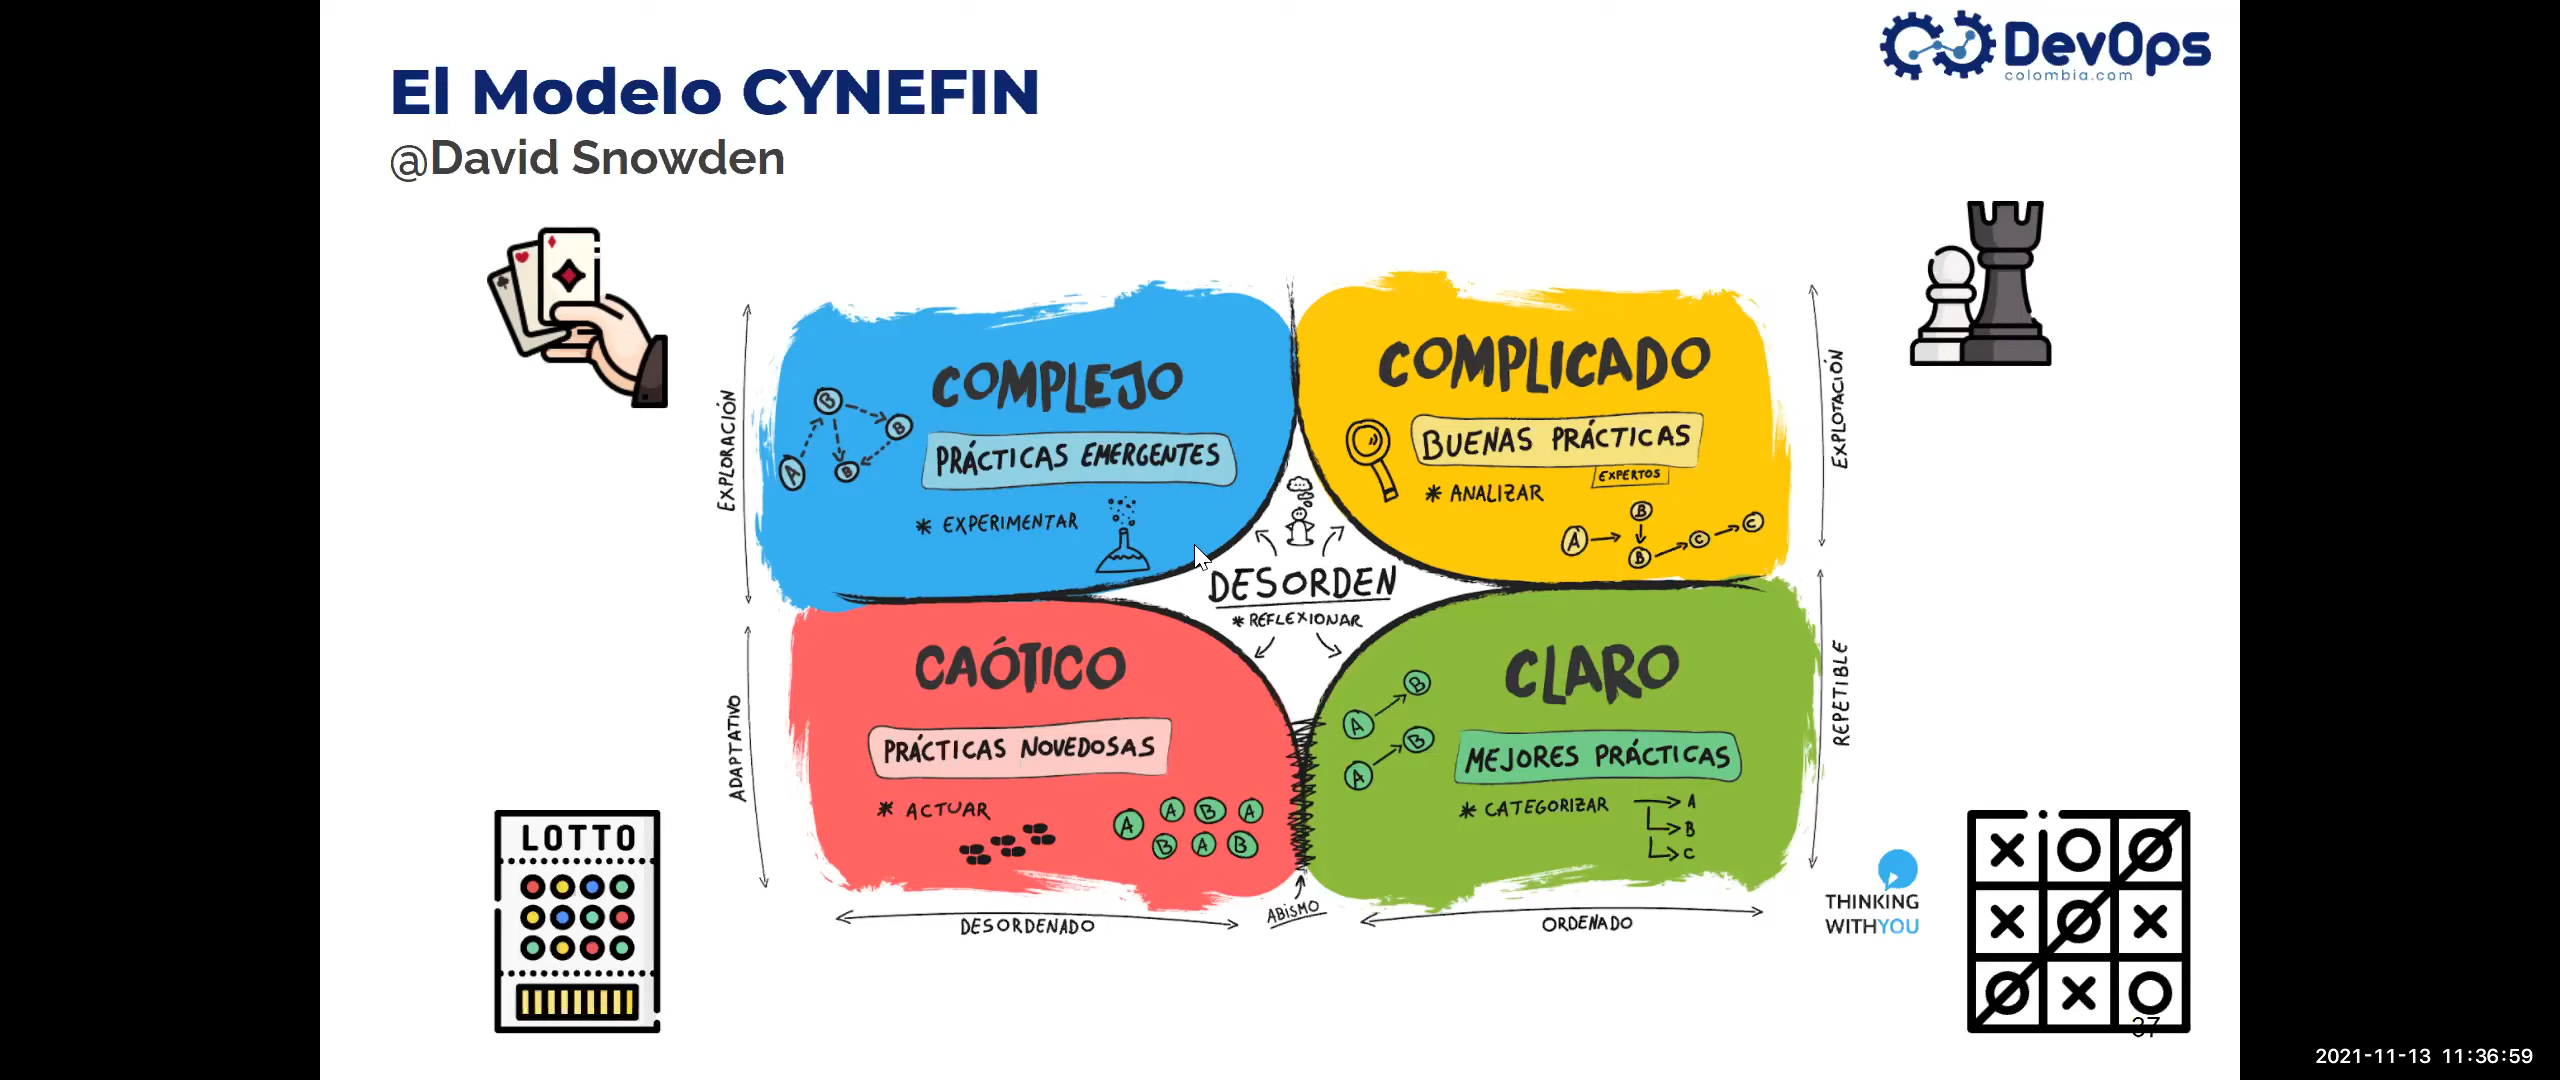 DevOps
colombia.com
El Modelo CYNEFIN
@David Snowden
EXPLORACIÓN
COMPLEJO
PRÁCTICAS EMERGENTES
* EXPERIMENTAR
A
B
B
B
COMPLICADO
BUENAS PRÁCTICAS
EXPERTOS
* ANALIZAR
A
B
B
C
C
EXPLOTACIÓN
DESORDEN
* REFLEXIONAR
ADAPTATIVO
CAÓTICO
PRÁCTICAS NOVEDOSAS
* ACTUAR
A A B A
B A B
CLARO
A B
A B
MEJORES PRÁCTICAS
* CATEGORIZAR
A
B
C
REPETIBLE
DESORDENADO
ABISMO
ORDENADO
LOTTO
THINKING
WITHYOU
X O O
X O X
O X O
37
2021-11-13 11:36:59